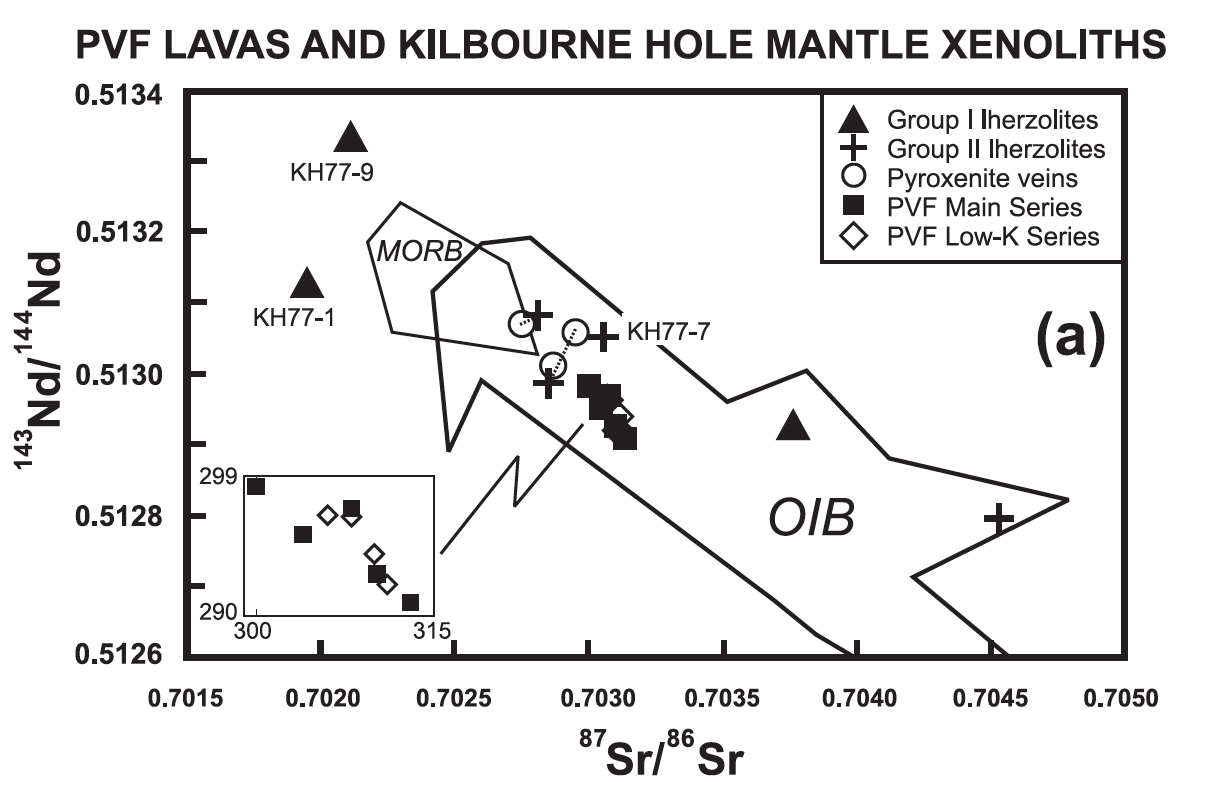 PVF LAVAS AND KILBOURNE HOLE MANTLE XENOLITHS
0.5134
0.5132
0.5130
0.5128
0.5126
143Nd/144Nd
KH77-9
KH77-1
MORB
KH77-7
OIB
(a)
Group I lherzolites
Group II lherzolites
Pyroxenite veins
PVF Main Series
PVF Low-K Series
299
290
300 315
0.7015 0.7020 0.7025 0.7030 0.7035 0.7040 0.7045 0.7050
87Sr/86Sr